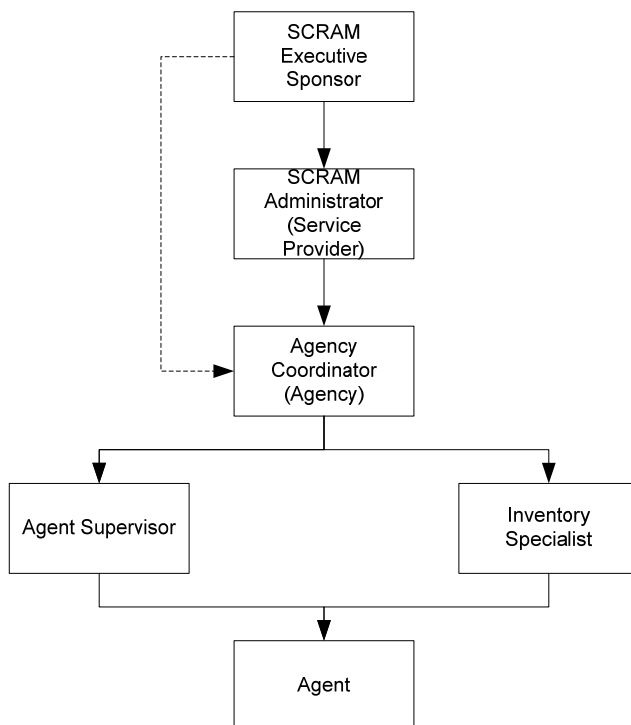 SCRAM
Executive
Sponsor
SCRAM
Administrator
(Service
Provider)
Agency
Coordinator
(Agency)
Agent Supervisor
Inventory
Specialist
Agent